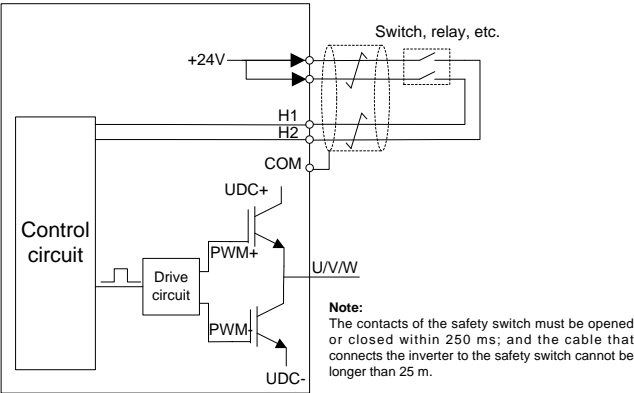 Switch, relay, etc.
+24V
H1
H2
COM
UDC+
Control
circuit
PWM+
Drive
circuit
U/V/W
PWM-
UDC-
Note:
The contacts of the safety switch must be opened
or closed within 250 ms; and the cable that
connects the inverter to the safety switch cannot be
longer than 25 m.